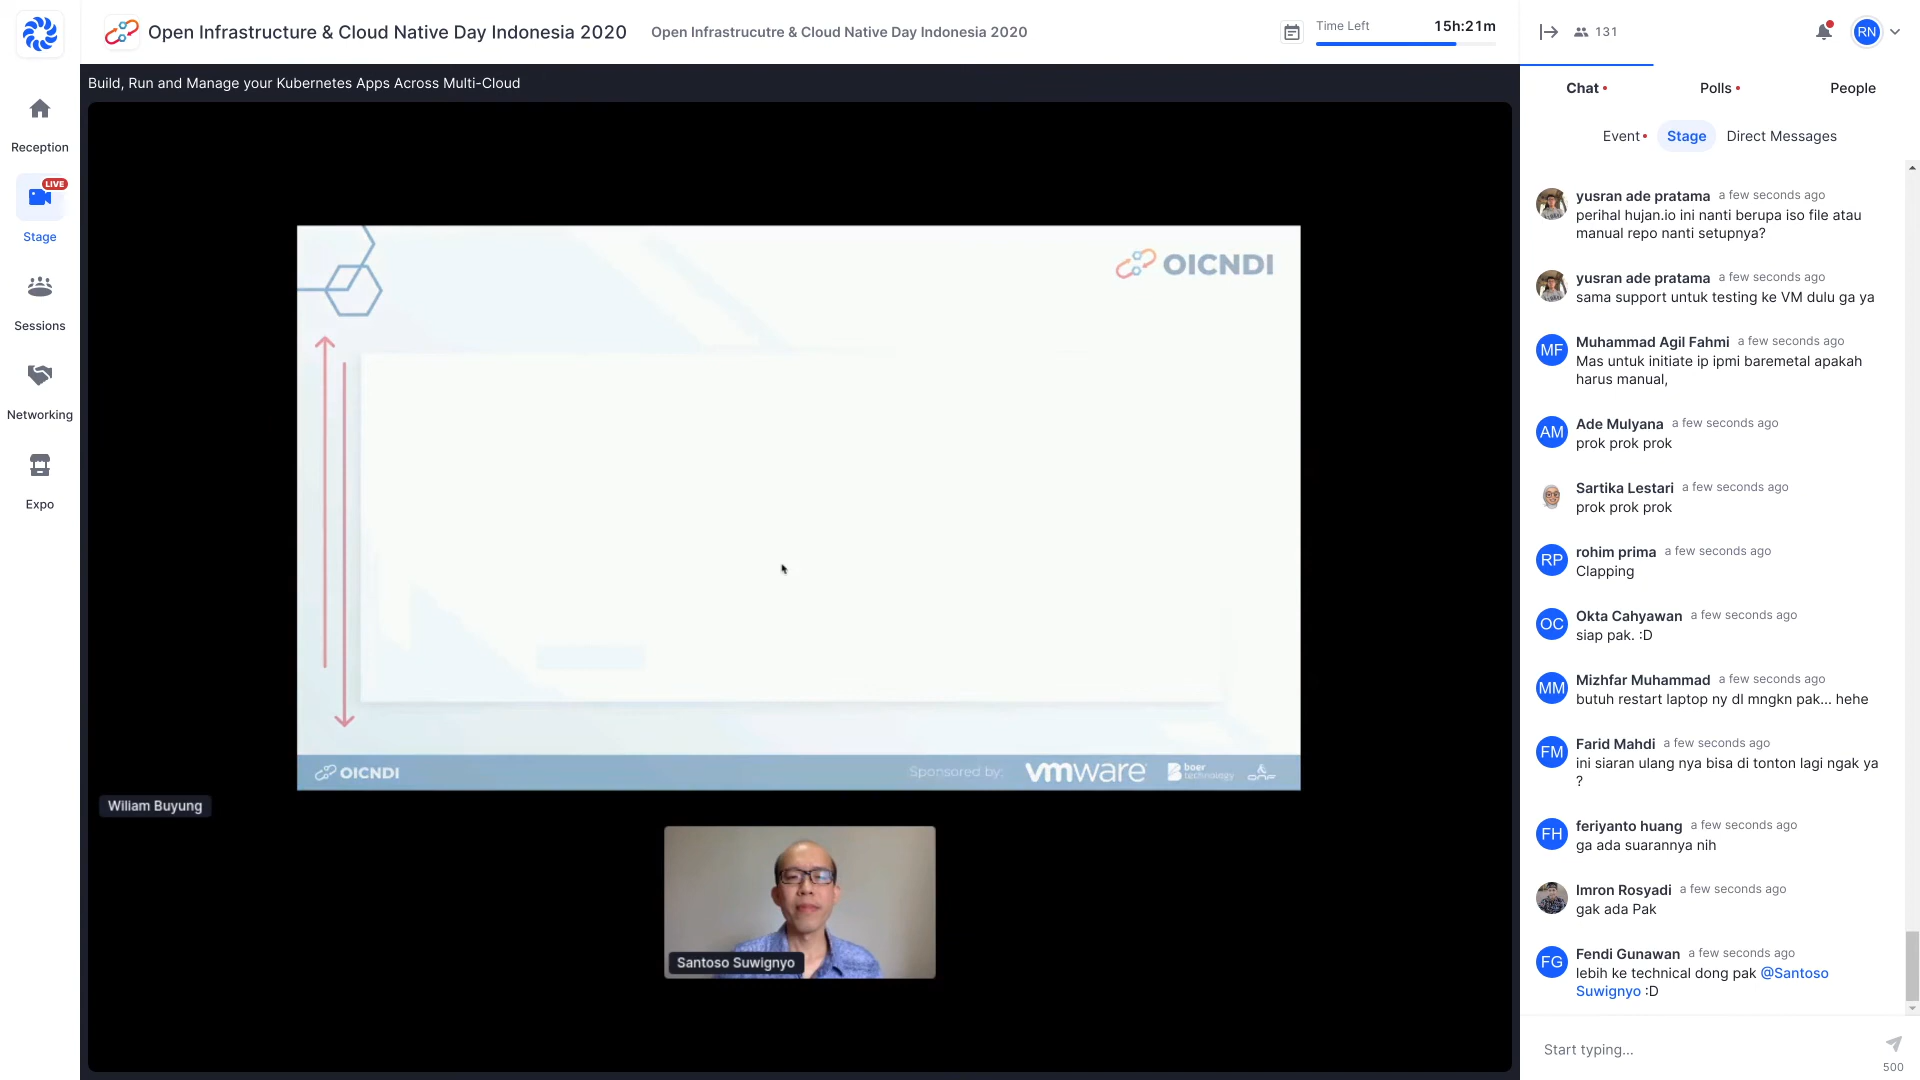 Open Infrastructure & Cloud Native Day Indonesia 2020
Open Infrastrucutre & Cloud Native Day Indonesia 2020
Time Left
15h:21m
131
RN
Reception
LIVE
Stage
Sessions
Networking
Expo
Build, Run and Manage your Kubernetes Apps Across Multi-Cloud
OICNDI
OICNDI
Sponsored by:
vmware
boer
technology
Wiliam Buyung
Santoso Suwignyo
Chat
Polls
People
Event
Stage
Direct Messages
yusran ade pratama a few seconds ago
perihal hujan.io ini nanti berupa iso file atau
manual repo nanti setupnya?
yusran ade pratama a few seconds ago
sama support untuk testing ke VM dulu ga ya
MF
Muhammad Agil Fahmi a few seconds ago
Mas untuk initiate ip ipmi baremetal apakah
harus manual,
AM
Ade Mulyana a few seconds ago
prok prok prok
Sartika Lestari a few seconds ago
prok prok prok
RP
rohim prima a few seconds ago
Clapping
OC
Okta Cahyawan a few seconds ago
siap pak. :D
MM
Mizhfar Muhammad a few seconds ago
butuh restart laptop ny dl mngkn pak... hehe
FM
Farid Mahdi a few seconds ago
ini siaran ulang nya bisa di tonton lagi ngak ya
?
FH
feriyanto huang a few seconds ago
ga ada suarannya nih
Imron Rosyadi a few seconds ago
gak ada Pak
FG
Fendi Gunawan a few seconds ago
lebih ke technical dong pak @Santoso
Suwignyo :D
Start typing...
500